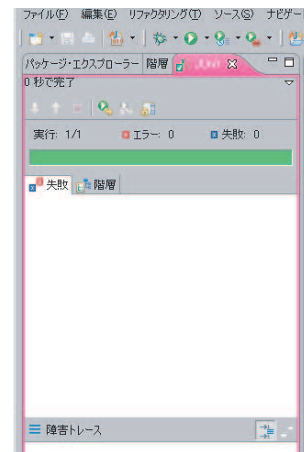 ファイル(F) 編集(E) リファクタリング(T) ソース(S) ナビゲー
パッケージ・エクスプローラー 階層
0 秒で完了
実行: 1/1 エラー: 0 失敗: 0
失敗 階層
障害トレース